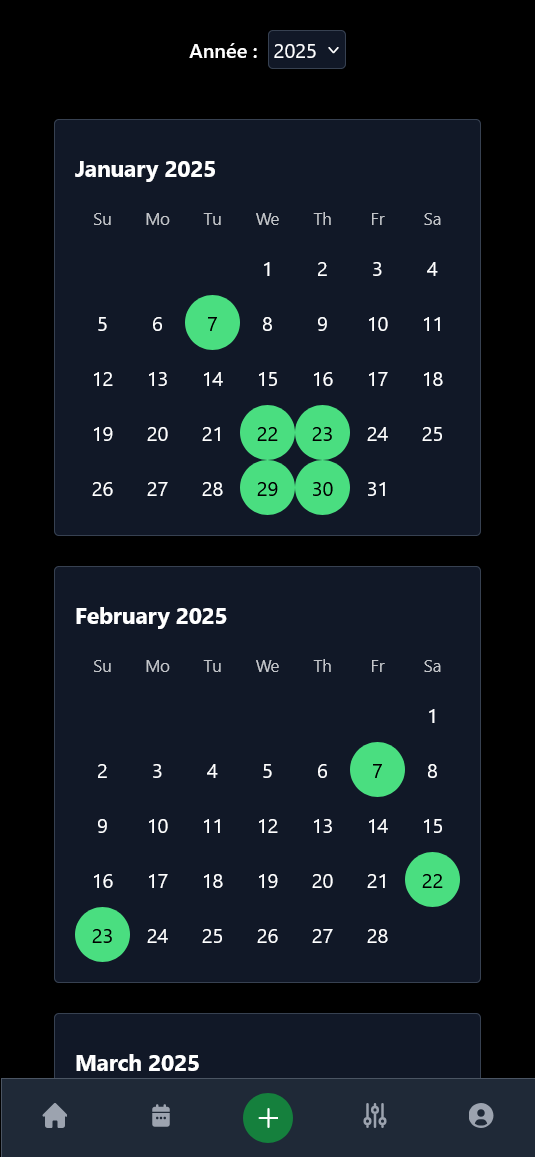 Année : 2025
January 2025
Su Mo Tu We Th Fr Sa
1 2 3 4
5 6 7 8 9 10 11
12 13 14 15 16 17 18
19 20 21 22 23 24 25
26 27 28 29 30 31
February 2025
Su Mo Tu We Th Fr Sa
1
2 3 4 5 6 7 8
9 10 11 12 13 14 15
16 17 18 19 20 21 22
23 24 25 26 27 28
March 2025